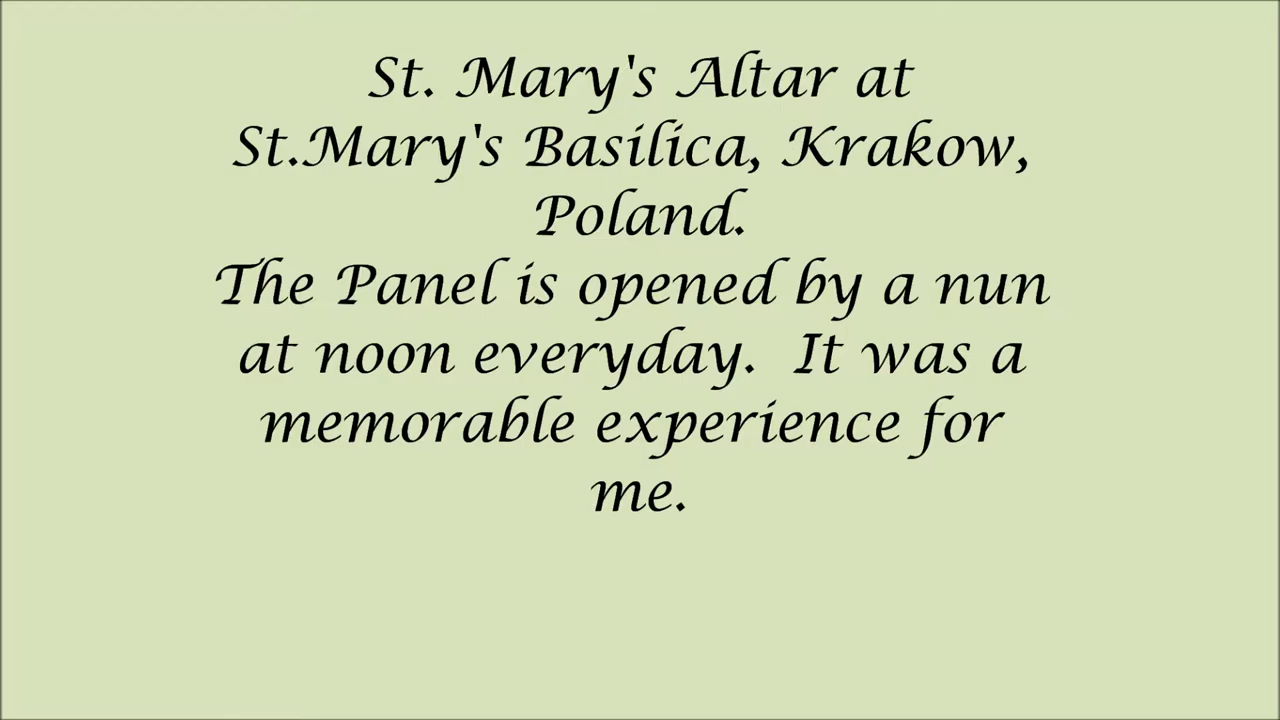 St. Mary's Altar at
St.Mary's Basilica, Krakow,
Poland.
The Panel is opened by a nun
at noon everyday.  It was a
memorable experience for
me.